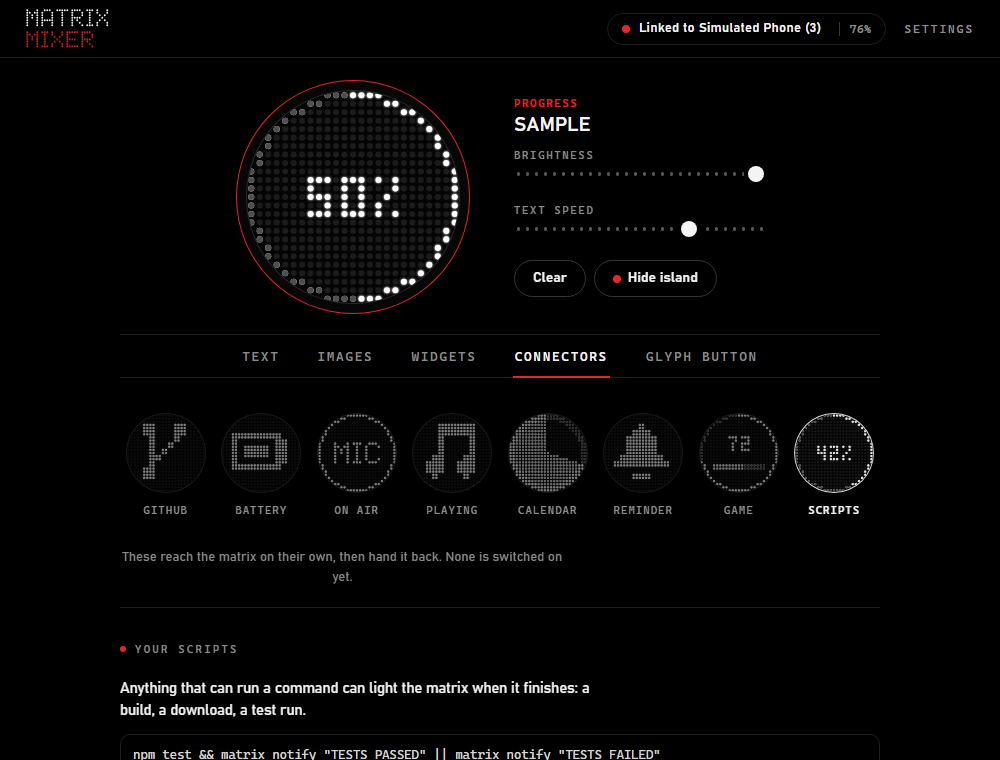 MATRIX
MIXER
Linked to Simulated Phone (3)
76%
SETTINGS
50%
PROGRESS
SAMPLE
BRIGHTNESS
TEXT SPEED
Clear
Hide island
TEXT
IMAGES
WIDGETS
CONNECTORS
GLYPH BUTTON
MIC
72
42%
GITHUB
BATTERY
ON AIR
PLAYING
CALENDAR
REMINDER
GAME
SCRIPTS
These reach the matrix on their own, then hand it back. None is switched on
yet.
YOUR SCRIPTS
Anything that can run a command can light the matrix when it finishes: a
build, a download, a test run.
npm test && matrix notify "TESTS PASSED" || matrix notify "TESTS FAILED"